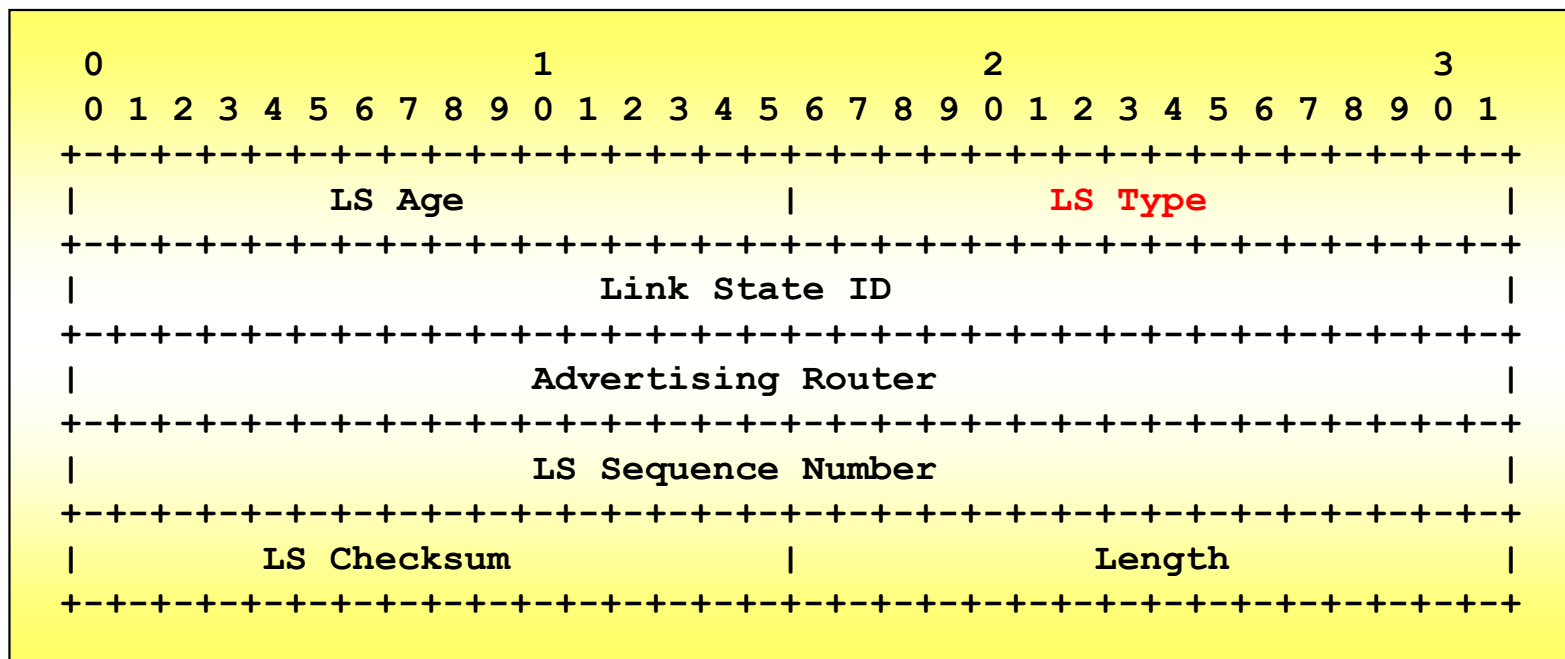 0                   1                   2                   3
0 1 2 3 4 5 6 7 8 9 0 1 2 3 4 5 6 7 8 9 0 1 2 3 4 5 6 7 8 9 0 1
+-+-+-+-+-+-+-+-+-+-+-+-+-+-+-+-+-+-+-+-+-+-+-+-+-+-+-+-+-+-+-+-+
| LS Age | LS Type |
+-+-+-+-+-+-+-+-+-+-+-+-+-+-+-+-+-+-+-+-+-+-+-+-+-+-+-+-+-+-+-+-+
| Link State ID |
+-+-+-+-+-+-+-+-+-+-+-+-+-+-+-+-+-+-+-+-+-+-+-+-+-+-+-+-+-+-+-+-+
| Advertising Router |
+-+-+-+-+-+-+-+-+-+-+-+-+-+-+-+-+-+-+-+-+-+-+-+-+-+-+-+-+-+-+-+-+
| LS Sequence Number |
+-+-+-+-+-+-+-+-+-+-+-+-+-+-+-+-+-+-+-+-+-+-+-+-+-+-+-+-+-+-+-+-+
| LS Checksum | Length |
+-+-+-+-+-+-+-+-+-+-+-+-+-+-+-+-+-+-+-+-+-+-+-+-+-+-+-+-+-+-+-+-+